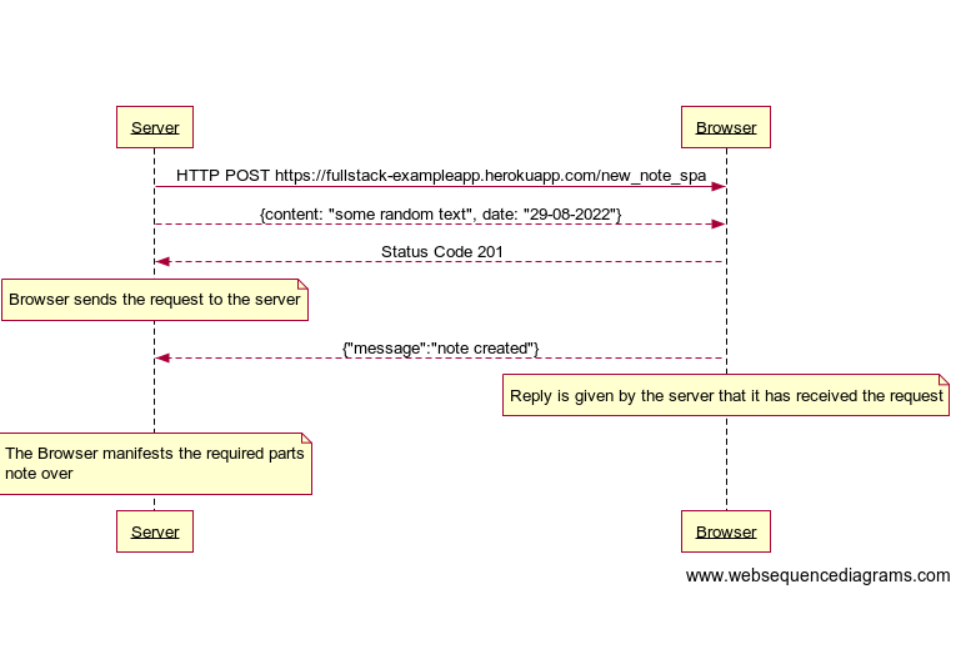 Server
Browser
HTTP POST https://fullstack-exampleapp.herokuapp.com/new_note_spa
{content: "some random text", date: "29-08-2022"}
Status Code 201
Browser sends the request to the server
{"message":"note created"}
Reply is given by the server that it has received the request
The Browser manifests the required parts
note over
Server
Browser
www.websequencediagrams.com